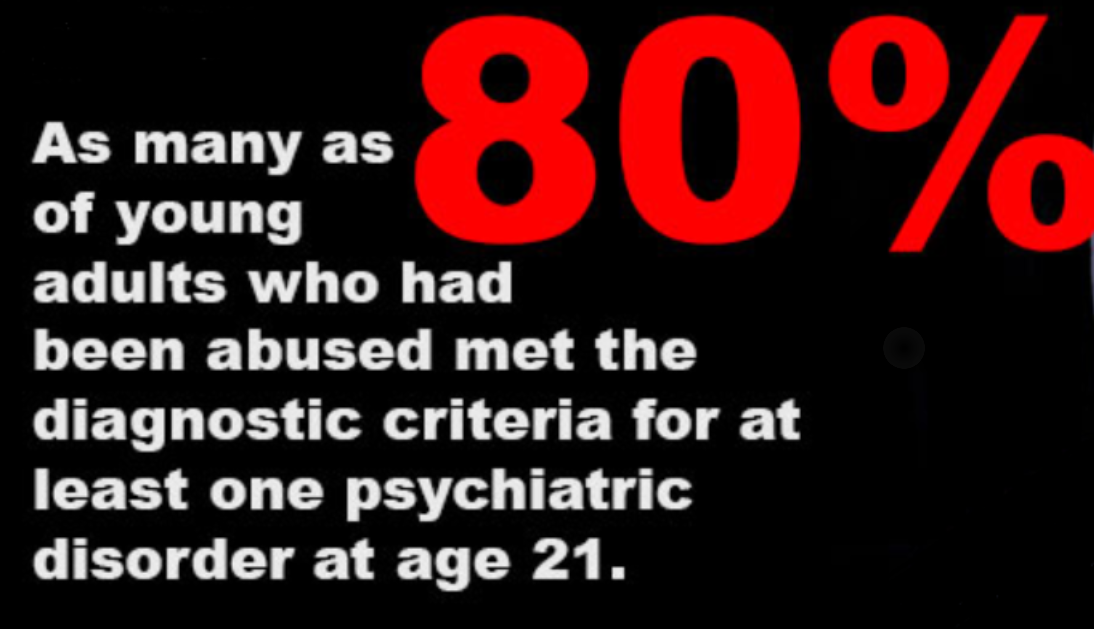 As many as 80%
of young
adults who had
been abused met the
diagnostic criteria for at
least one psychiatric
disorder at age 21.